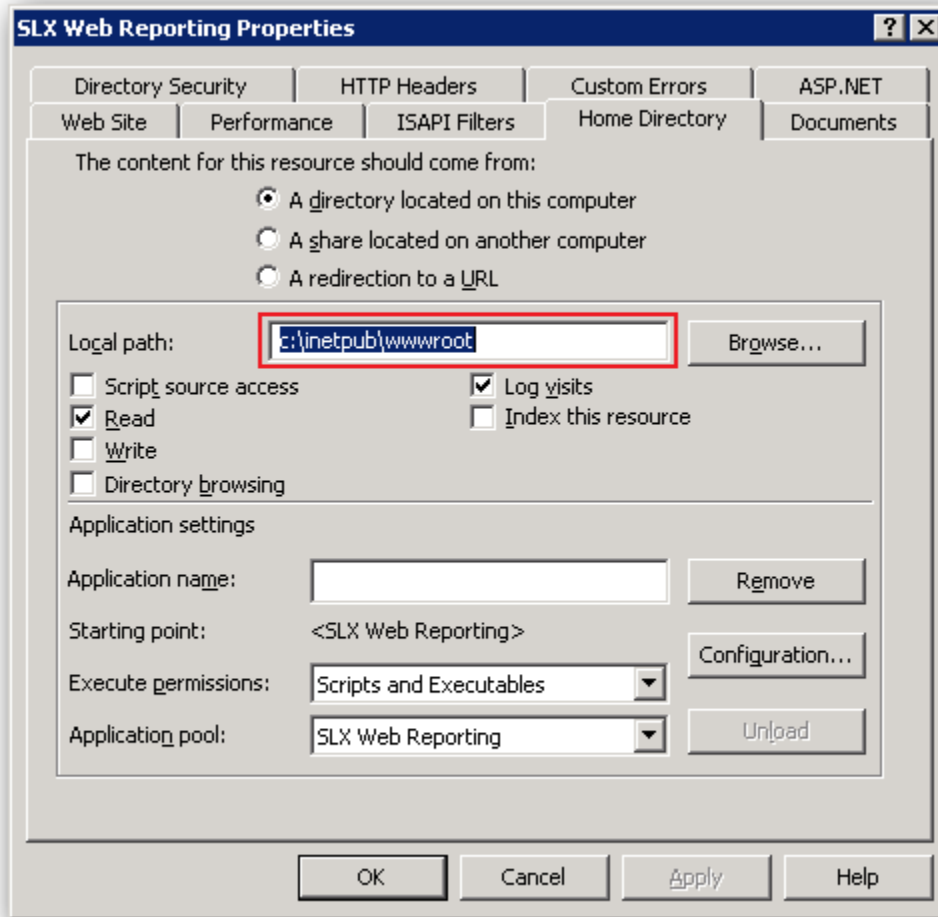 SLX Web Reporting Properties
Directory Security HTTP Headers Custom Errors ASP.NET
Web Site Performance ISAPI Filters Home Directory Documents
The content for this resource should come from:
A directory located on this computer
A share located on another computer
A redirection to a URL
Local path: c:\inetpub\wwwroot Browse...
Script source access Log visits
Read Index this resource
Write
Directory browsing
Application settings
Application name: Remove
Starting point: <SLX Web Reporting>
Configuration...
Execute permissions: Scripts and Executables
Application pool: SLX Web Reporting Unload
OK Cancel Apply Help